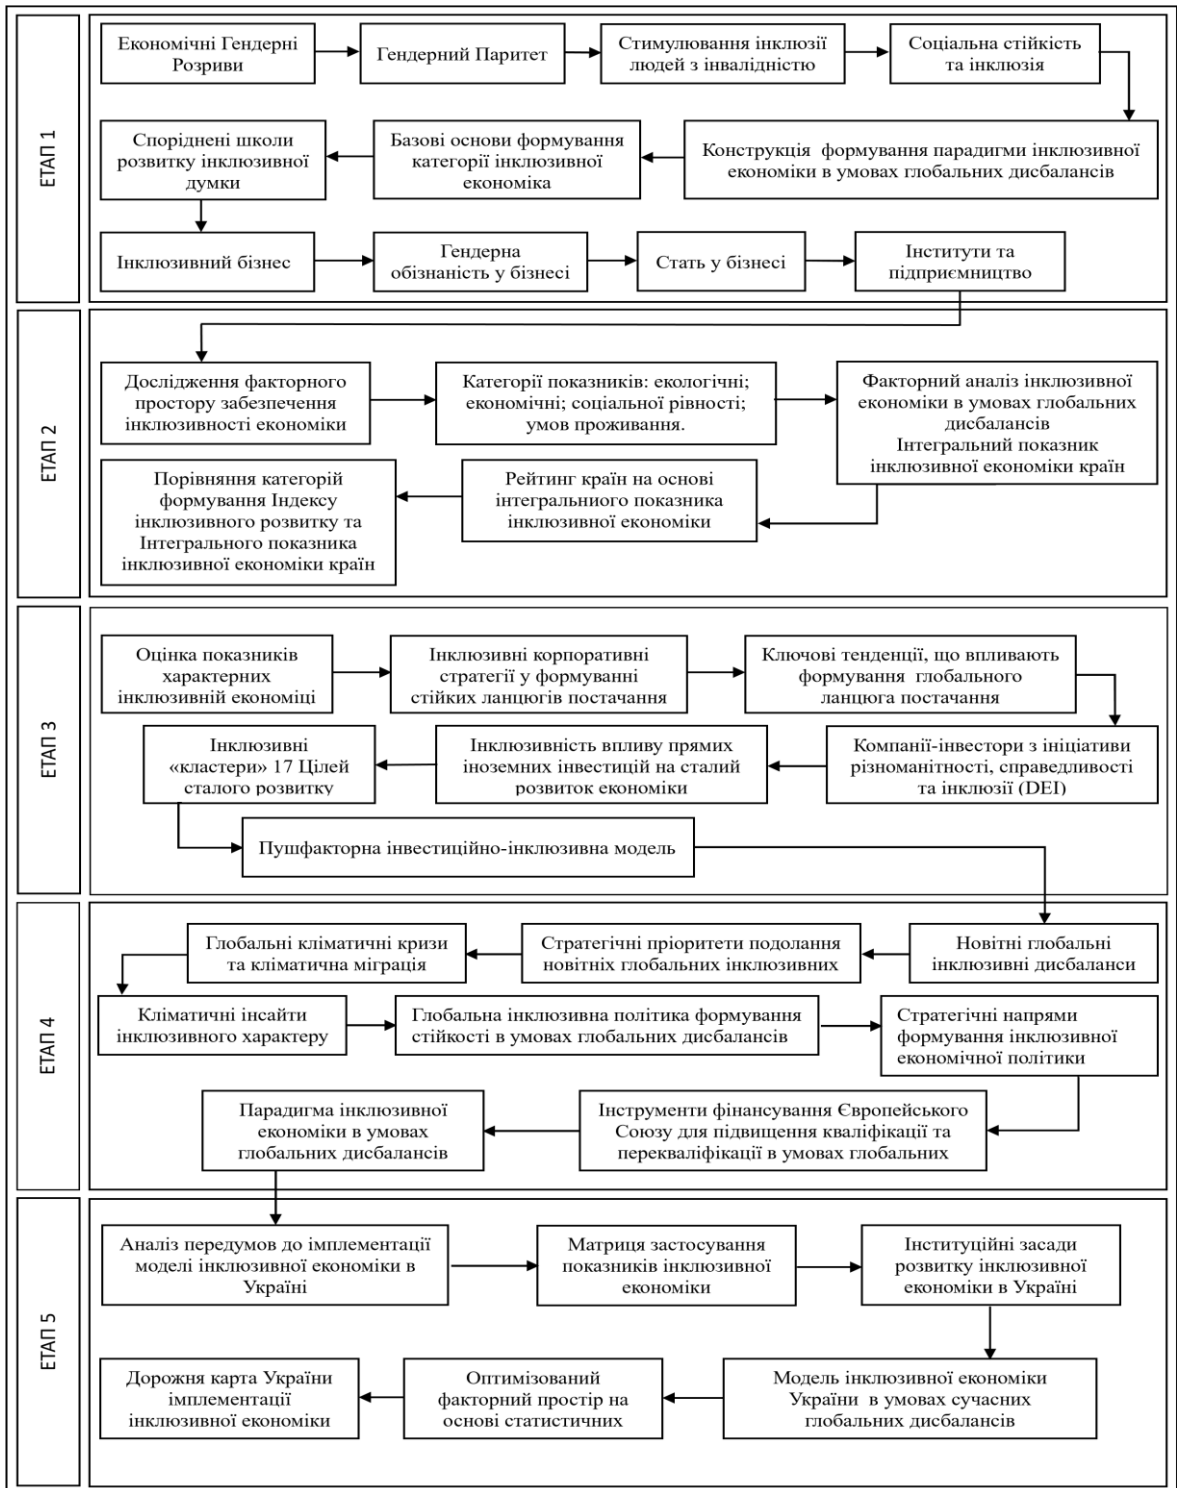 ЕТАП 1
Економічні Гендерні
Розриви
Гендерний Паритет
Стимулювання інклюзії
людей з інвалідністю
Соціальна стійкість
та інклюзія
Конструкція формування парадигми інклюзивної
економіки в умовах глобальних дисбалансів
Базові основи формування
категорії інклюзивної
економіка
Споріднені школи
розвитку інклюзивної
думки
Інклюзивний бізнес
Гендерна
обізнаність у бізнесі
Стать у бізнесі
Інститути та
підприємництво
ЕТАП 2
Дослідження факторного
простору забезпечення
інклюзивності економіки
Категорії показників: екологічні;
економічні; соціальної рівності;
умов проживання.
Факторний аналіз інклюзивної
економіки в умовах глобальних
дисбалансів
Інтегральний показник
інклюзивної економіки країн
Рейтинг країн на основі
інтегрального показника
інклюзивної економіки
Порівняння категорій
формування Індексу
інклюзивного розвитку та
Інтегрального показника
інклюзивної економіки країн
ЕТАП 3
Оцінка показників
характерних
інклюзивній економіці
Інклюзивні корпоративні
стратегії у формуванні
стійких ланцюгів постачання
Ключові тенденції, що впливають
формування глобального
ланцюга постачання
Компанії-інвестори з ініціативи
різноманітності, справедливості
та інклюзії (DEI)
Інклюзивність впливу прямих
іноземних інвестицій на сталий
розвиток економіки
Інклюзивні
«кластери» 17 Цілей
сталого розвитку
Пушфакторна інвестиційно-інклюзивна модель
ЕТАП 4
Новітні глобальні
інклюзивні дисбаланси
Стратегічні пріоритети подолання
новітніх глобальних інклюзивних
Глобальні кліматичні кризи
та кліматична міграція
Кліматичні інсайти
інклюзивного характеру
Глобальна інклюзивна політика формування
стійкості в умовах глобальних дисбалансів
Стратегічні напрями
формування інклюзивної
економічної політики
Інструменти фінансування Європейського
Союзу для підвищення кваліфікації та
перекваліфікації в умовах глобальних
Парадигма інклюзивної
економіки в умовах
глобальних дисбалансів
ЕТАП 5
Аналіз передумов до імплементації
моделі інклюзивної економіки в
Україні
Матриця застосування
показників інклюзивної
економіки
Інституційні засади
розвитку інклюзивної
економіки в Україні
Модель інклюзивної економіки
України в умовах сучасних
глобальних дисбалансів
Оптимізований
факторний простір на
основі статистичних
Дорожня карта України
імплементації
інклюзивної економіки